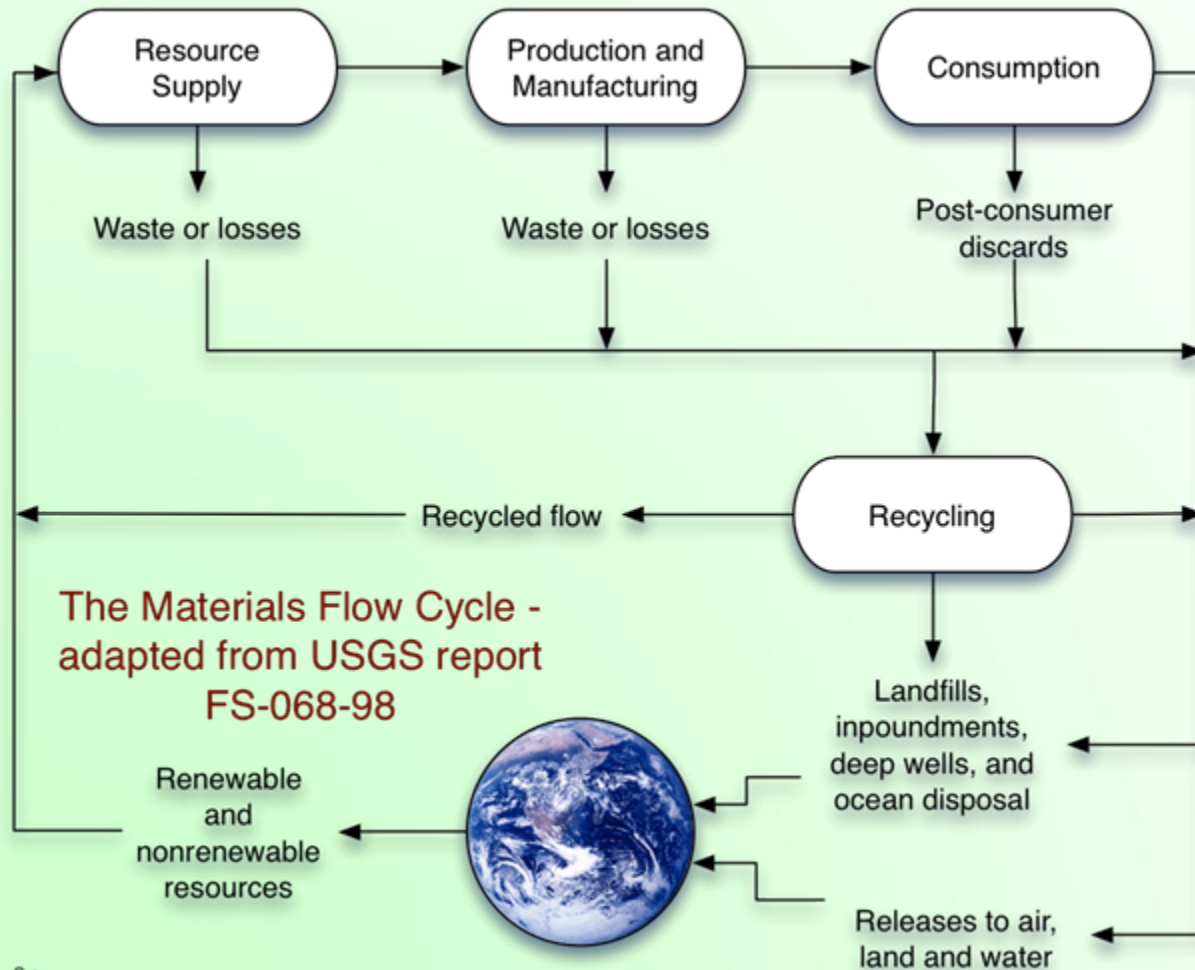 Resource
Supply
Production and
Manufacturing
Consumption
Waste or losses
Waste or losses
Post-consumer
discards
Recycled flow
Recycling
The Materials Flow Cycle -
adapted from USGS report
FS-068-98
Landfills,
inpoundments,
deep wells, and
ocean disposal
Renewable
and
nonrenewable
resources
Releases to air,
land and water